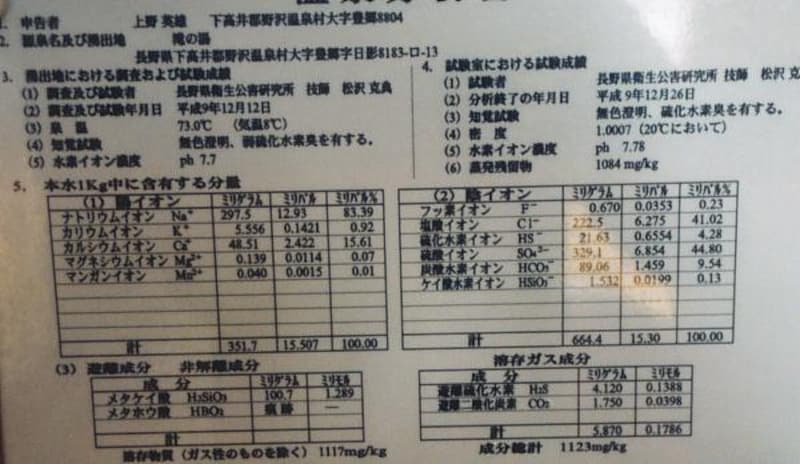 1. 申告者 上野 英雄 下高井郡野沢温泉村大字豊郷8804
2. 源泉名及び湧出地 滝の湯
長野県下高井郡野沢温泉村大字豊郷字日影8183-ロ-13
3. 湧出地における調査および試験成績
(1) 調査及び試験者 長野県衛生公害研究所 技師 松沢 克典
(2) 調査及び試験年月日 平成9年12月12日
(3) 泉 温 73.0℃ (気温8℃)
(4) 知覚試験 無色澄明、弱硫化水素臭を有する。
(5) 水素イオン濃度 ph 7.7
4. 試験室における試験成績
(1) 試験者 長野県衛生公害研究所 技師 松沢 克
(2) 分析終了の年月日 平成 9年12月26日
(3) 知覚試験 無色澄明、硫化水素臭を有する。
(4) 密 度 1.0007 (20℃において)
(5) 水素イオン濃度 ph 7.78
(6) 蒸発残留物 1084 mg/kg
5. 本水1Kg中に含有する分量
(1) 陽イオン ミリグラム ミリバル ミリバル%
ナトリウムイオン Na⁺ 297.5 12.93 83.39
カリウムイオン K⁺ 5.556 0.1421 0.92
カルシウムイオン Ca²⁺ 48.51 2.422 15.61
マグネシウムイオン Mg²⁺ 0.139 0.0114 0.07
マンガンイオン Mn²⁺ 0.040 0.0015 0.01
計 351.7 15.507 100.00
(2) 陰イオン ミリグラム ミリバル ミリバル%
フッ素イオン F⁻ 0.670 0.0353 0.23
塩酸イオン Cl⁻ 222.5 6.275 41.02
硫化水素イオン HS⁻ 21.63 0.6554 4.28
硫酸イオン SO₄²⁻ 329.1 6.854 44.80
炭酸水素イオン HCO₃⁻ 89.06 1.459 9.54
ケイ酸水素イオン HSiO₃⁻ 1.532 0.0199 0.13
計 664.4 15.30 100.00
(3) 遊離成分 非解離成分
成 分 ミリグラム ミリモル
メタケイ酸 H₂SiO₃ 100.7 1.289
メタホウ酸 HBO₂ 痕跡 —
計
溶存物質 (ガス性のものを除く) 1117mg/kg
溶存ガス成分
成 分 ミリグラム ミリモル
遊離硫化水素 H₂S 4.120 0.1388
遊離二酸化炭素 CO₂ 1.750 0.0398
計 5.870 0.1786
成分総計 1123mg/kg